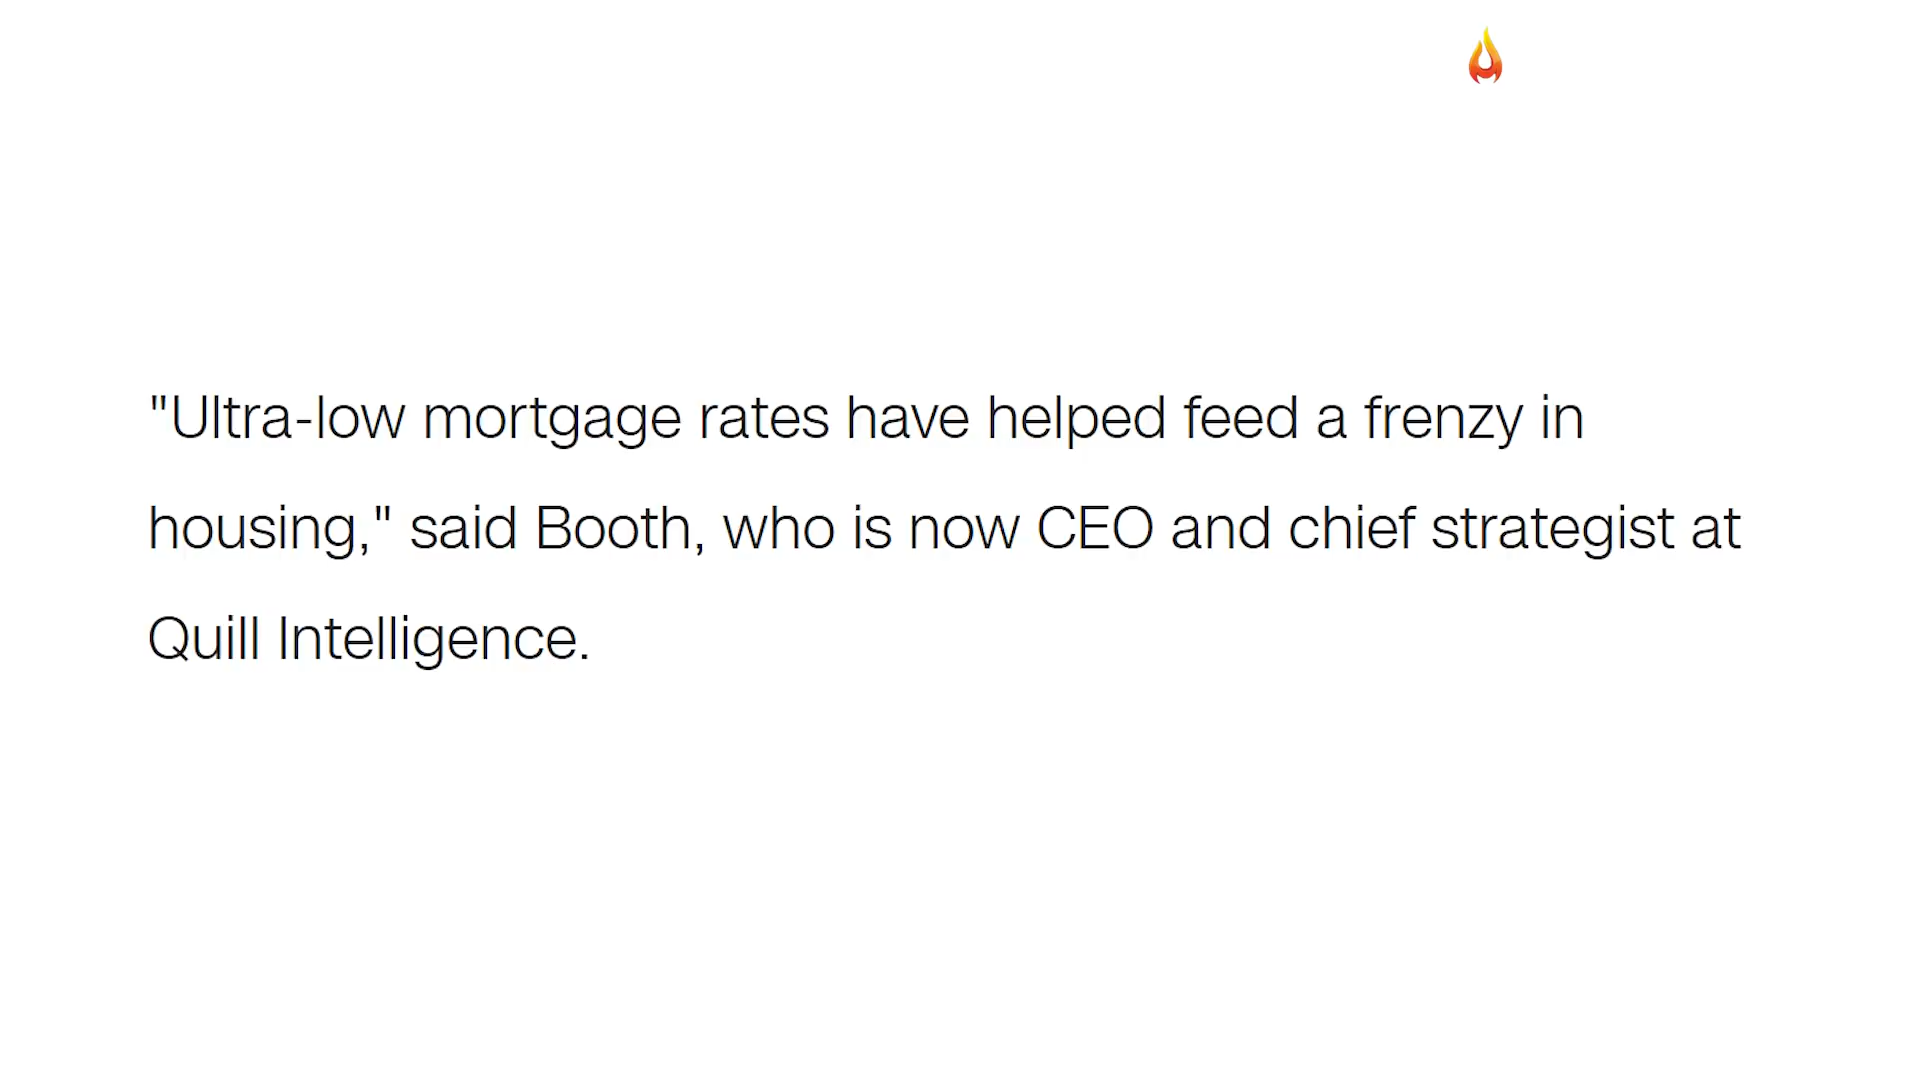 "Ultra-low mortgage rates have helped feed a frenzy in
housing," said Booth, who is now CEO and chief strategist at
Quill Intelligence.